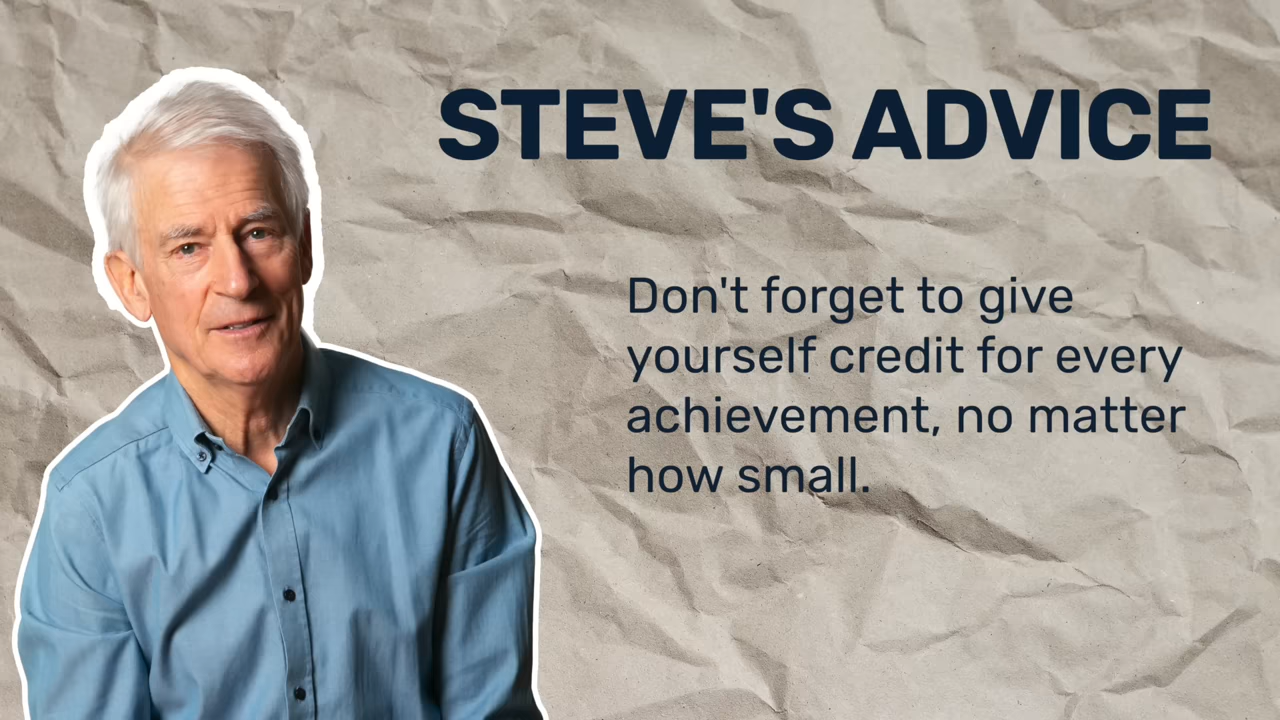 STEVE'S ADVICE
Don't forget to give
yourself credit for every
achievement, no matter
how small.